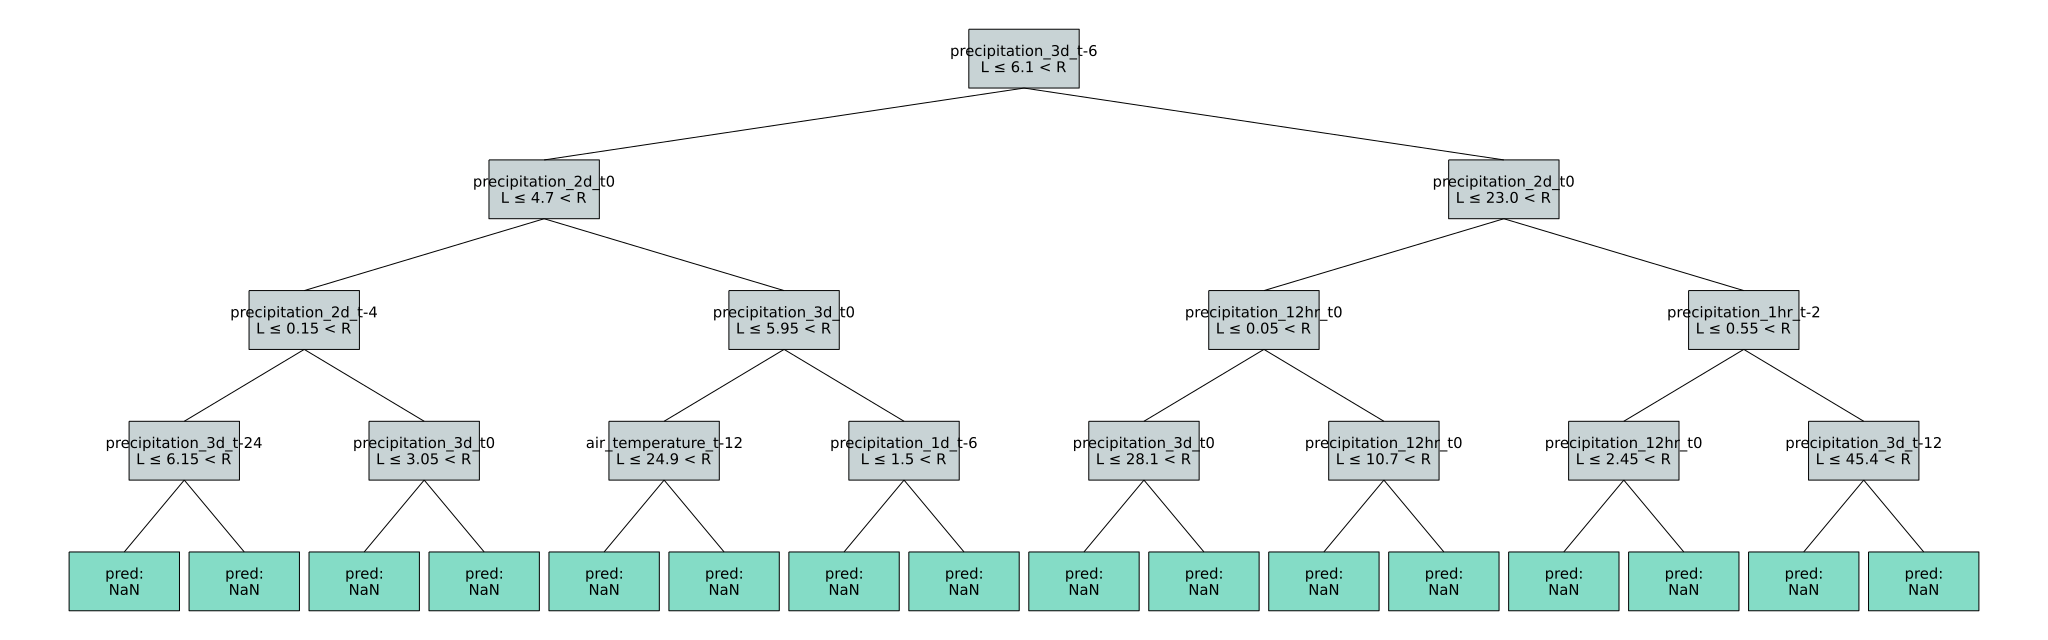 precipitation_3d_t-6
L ≤ 6.1 < R
precipitation_2d_t0
L ≤ 4.7 < R
precipitation_2d_t0
L ≤ 23.0 < R
precipitation_2d_t-4
L ≤ 0.15 < R
precipitation_3d_t0
L ≤ 5.95 < R
precipitation_12hr_t0
L ≤ 0.05 < R
precipitation_1hr_t-2
L ≤ 0.55 < R
precipitation_3d_t-24
L ≤ 6.15 < R
precipitation_3d_t0
L ≤ 3.05 < R
air_temperature_t-12
L ≤ 24.9 < R
precipitation_1d_t-6
L ≤ 1.5 < R
precipitation_3d_t0
L ≤ 28.1 < R
precipitation_12hr_t0
L ≤ 10.7 < R
precipitation_12hr_t0
L ≤ 2.45 < R
precipitation_3d_t-12
L ≤ 45.4 < R
pred:
NaN
pred:
NaN
pred:
NaN
pred:
NaN
pred:
NaN
pred:
NaN
pred:
NaN
pred:
NaN
pred:
NaN
pred:
NaN
pred:
NaN
pred:
NaN
pred:
NaN
pred:
NaN
pred:
NaN
pred:
NaN